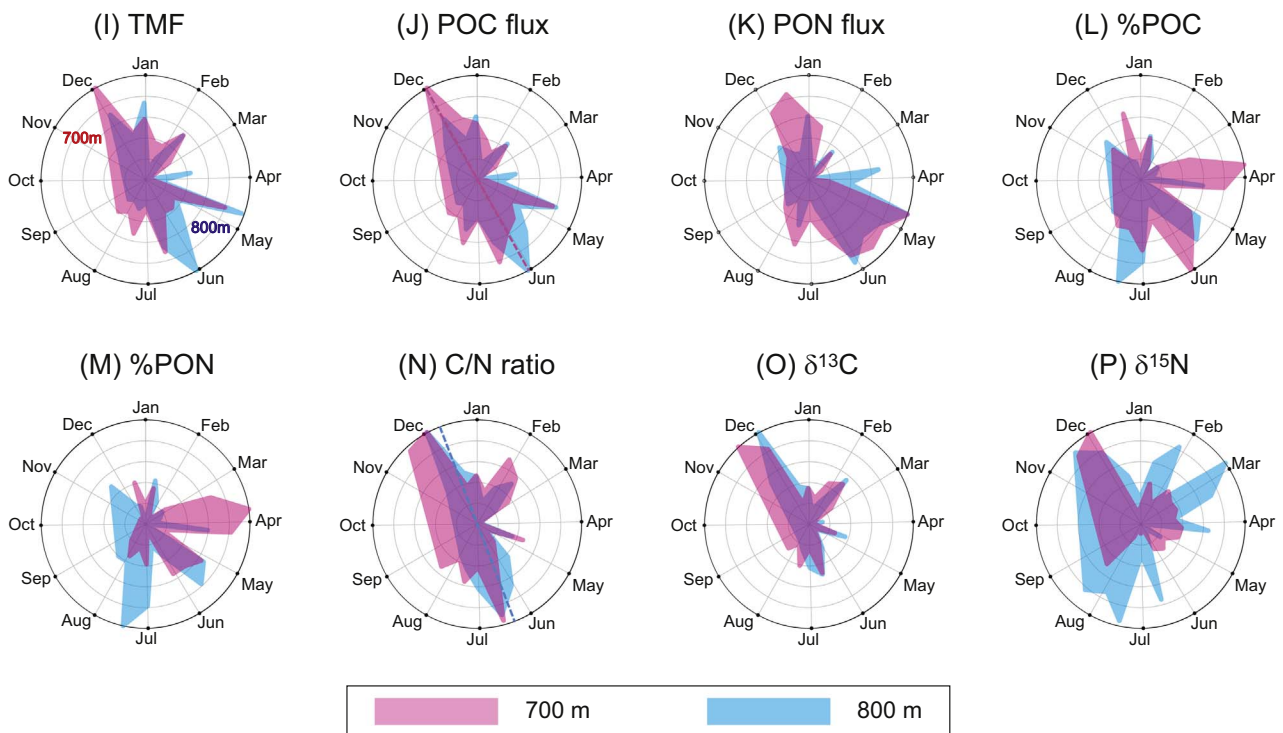 (I) TMF
(J) POC flux
(K) PON flux
(L) %POC
Jan
Feb
Mar
Apr
May
Jun
Jul
Aug
Sep
Oct
Nov
Dec
700m
800m
Jan
Feb
Mar
Apr
May
Jun
Jul
Aug
Sep
Oct
Nov
Dec
Jan
Feb
Mar
Apr
May
Jun
Jul
Aug
Sep
Oct
Nov
Dec
Jan
Feb
Mar
Apr
May
Jun
Jul
Aug
Sep
Oct
Nov
Dec
(M) %PON
(N) C/N ratio
(O) δ¹³C
(P) δ¹⁵N
Jan
Feb
Mar
Apr
May
Jun
Jul
Aug
Sep
Oct
Nov
Dec
Jan
Feb
Mar
Apr
May
Jun
Jul
Aug
Sep
Oct
Nov
Dec
Jan
Feb
Mar
Apr
May
Jun
Jul
Aug
Sep
Oct
Nov
Dec
Jan
Feb
Mar
Apr
May
Jun
Jul
Aug
Sep
Oct
Nov
Dec
700 m
800 m